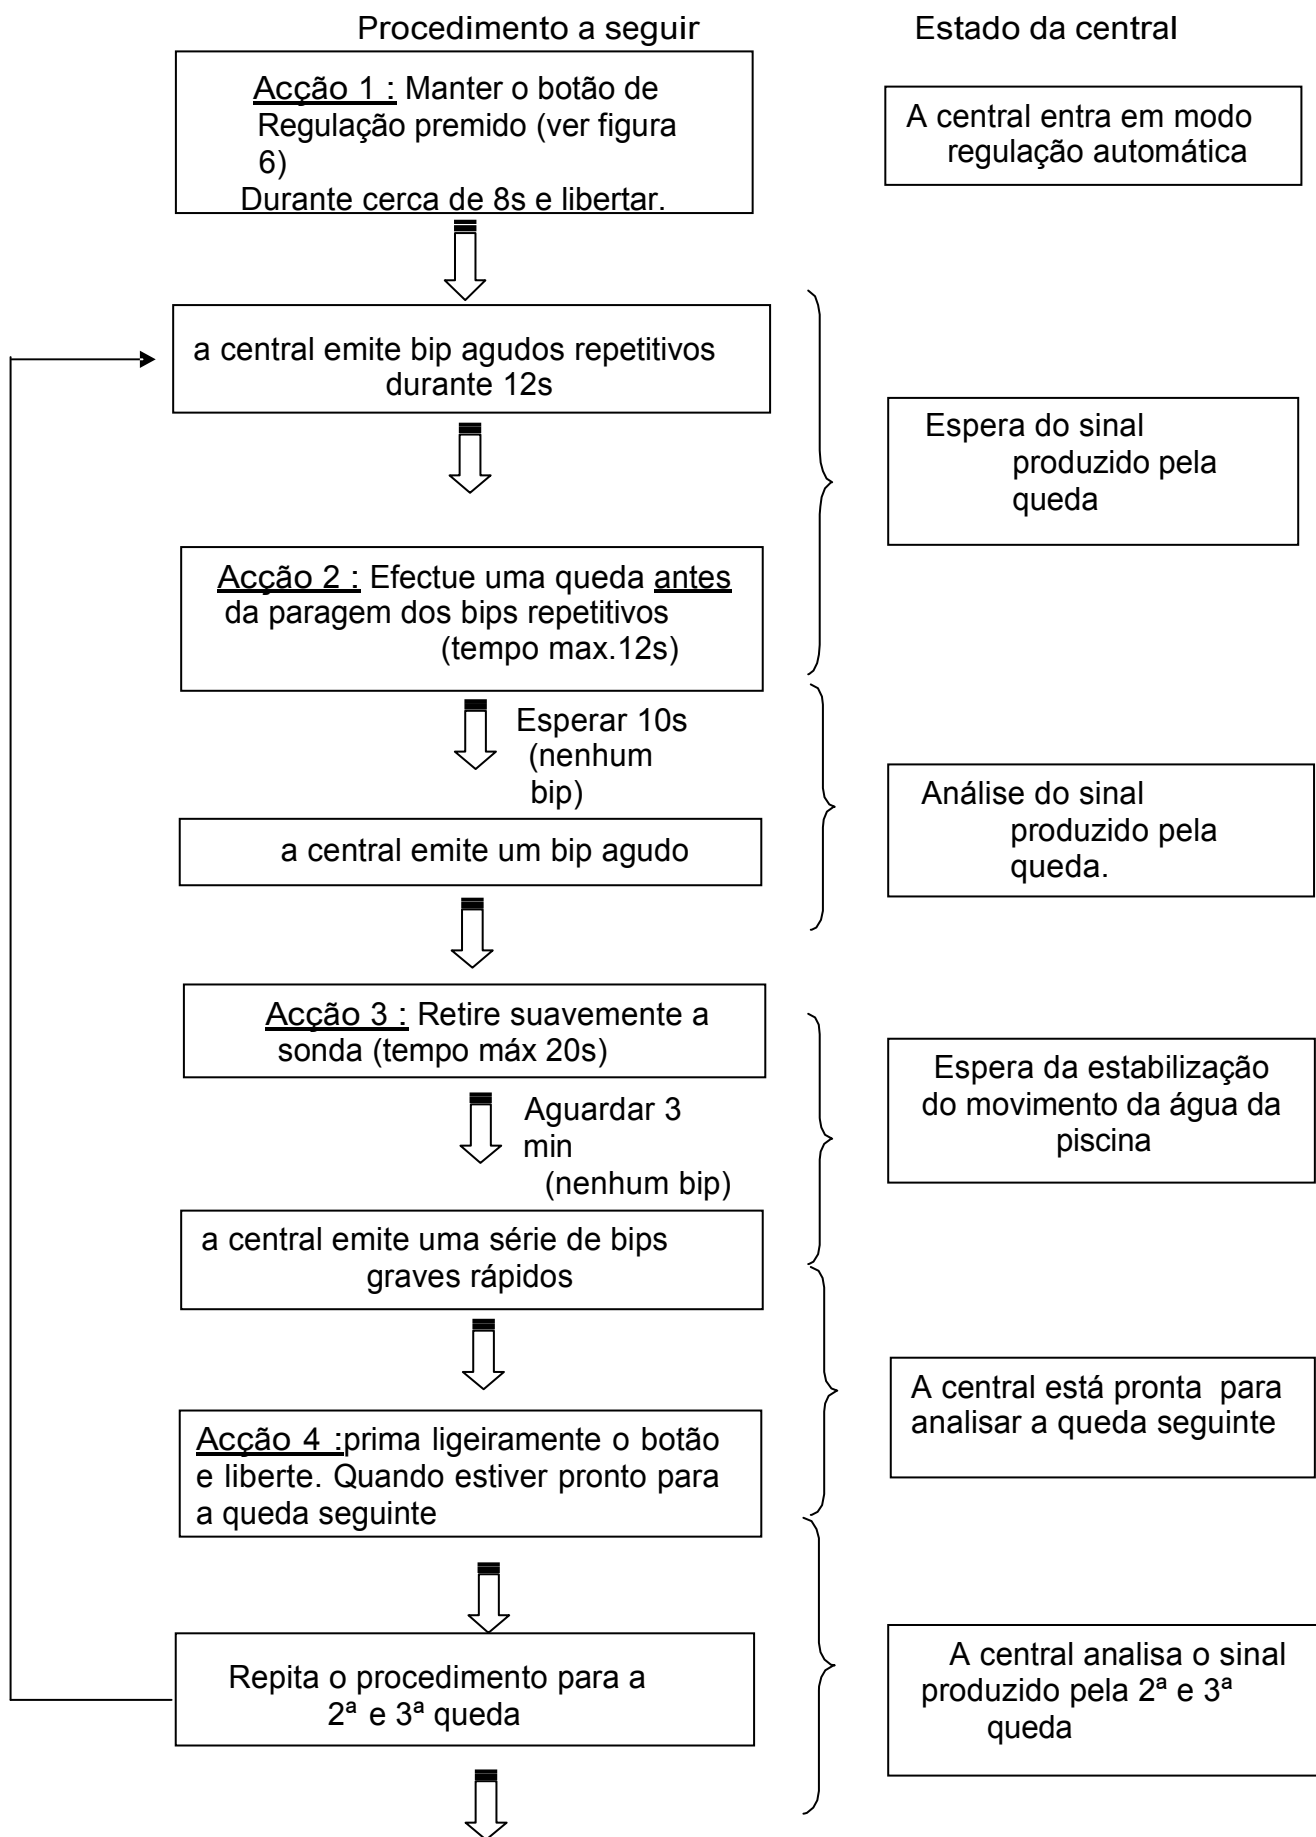 Procedimento a seguir
Estado da central
Acção 1 : Manter o botão de
Regulação premido (ver figura
6)
Durante cerca de 8s e libertar.
A central entra em modo
regulação automática
a central emite bip agudos repetitivos
durante 12s
Espera do sinal
produzido pela
queda
Acção 2 : Efectue uma queda antes
da paragem dos bips repetitivos
(tempo max.12s)
Esperar 10s
(nenhum
bip)
Análise do sinal
produzido pela
queda.
a central emite um bip agudo
Acção 3 : Retire suavemente a
sonda (tempo máx 20s)
Espera da estabilização
do movimento da água da
piscina
Aguardar 3
min
(nenhum bip)
a central emite uma série de bips
graves rápidos
A central está pronta para
analisar a queda seguinte
Acção 4 :prima ligeiramente o botão
e liberte. Quando estiver pronto para
a queda seguinte
Repita o procedimento para a
2ª e 3ª queda
A central analisa o sinal
produzido pela 2ª e 3ª
queda